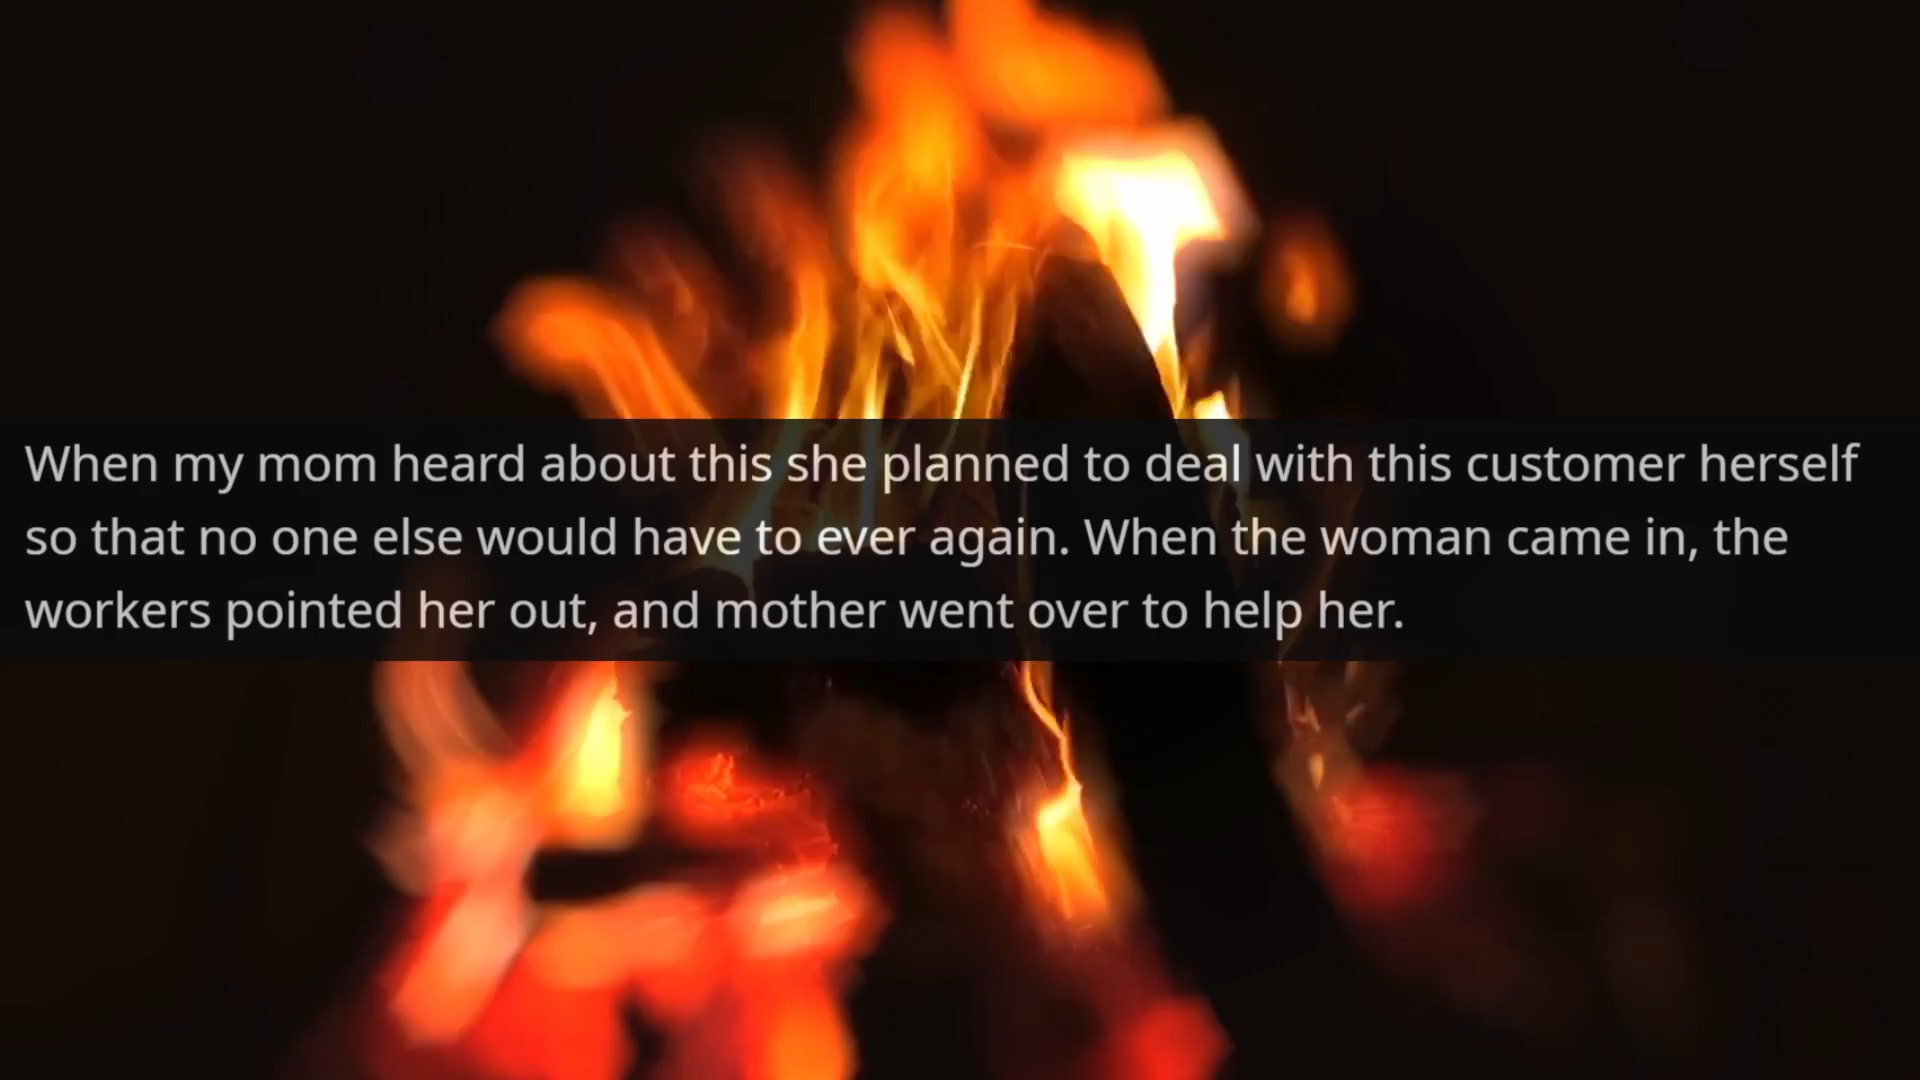 When my mom heard about this she planned to deal with this customer herself
so that no one else would have to ever again. When the woman came in, the
workers pointed her out, and mother went over to help her.